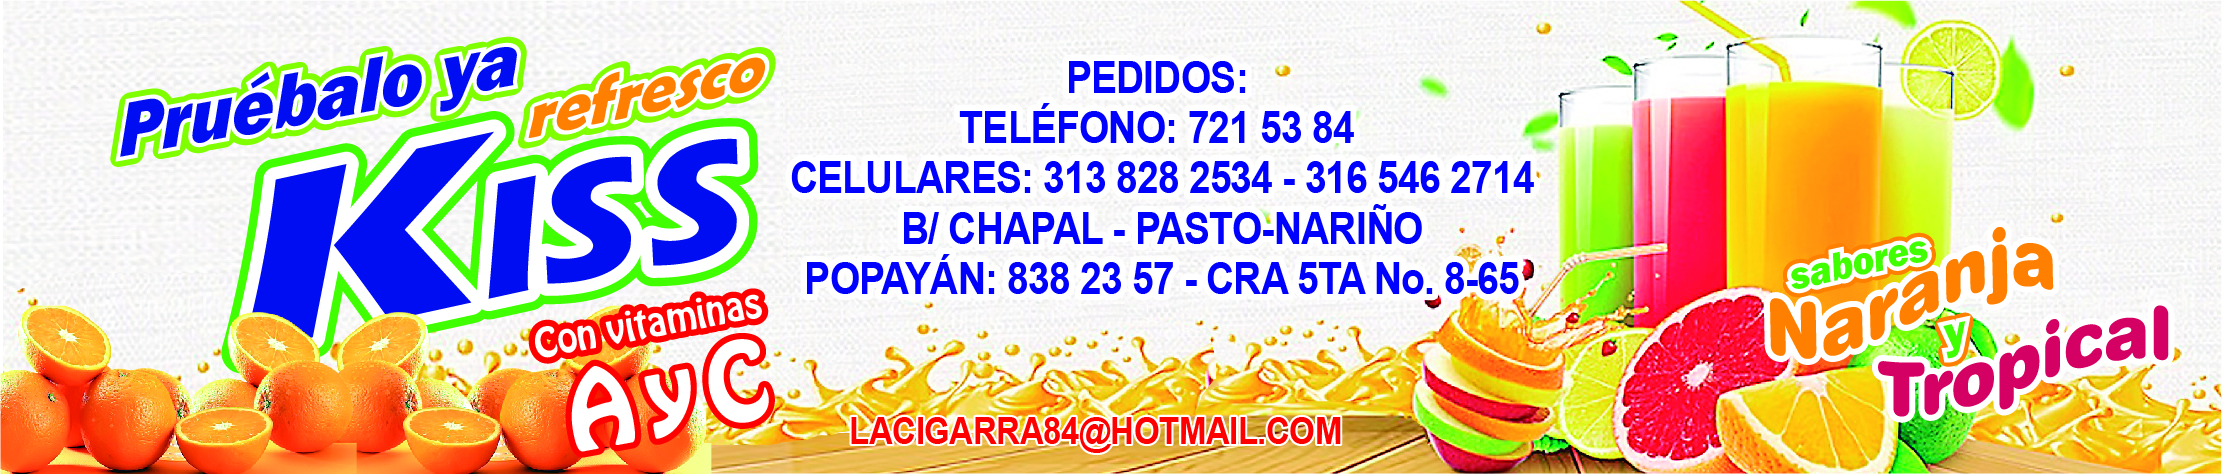 Pruébalo ya
refresco
Kiss
Con vitaminas
A y C
PEDIDOS:
TELÉFONO: 721 53 84
CELULARES: 313 828 2534 - 316 546 2714
B/ CHAPAL - PASTO-NARIÑO
POPAYÁN: 838 23 57 - CRA 5TA No. 8-65
LACIGARRA84@HOTMAIL.COM
sabores
Naranja
y
Tropical